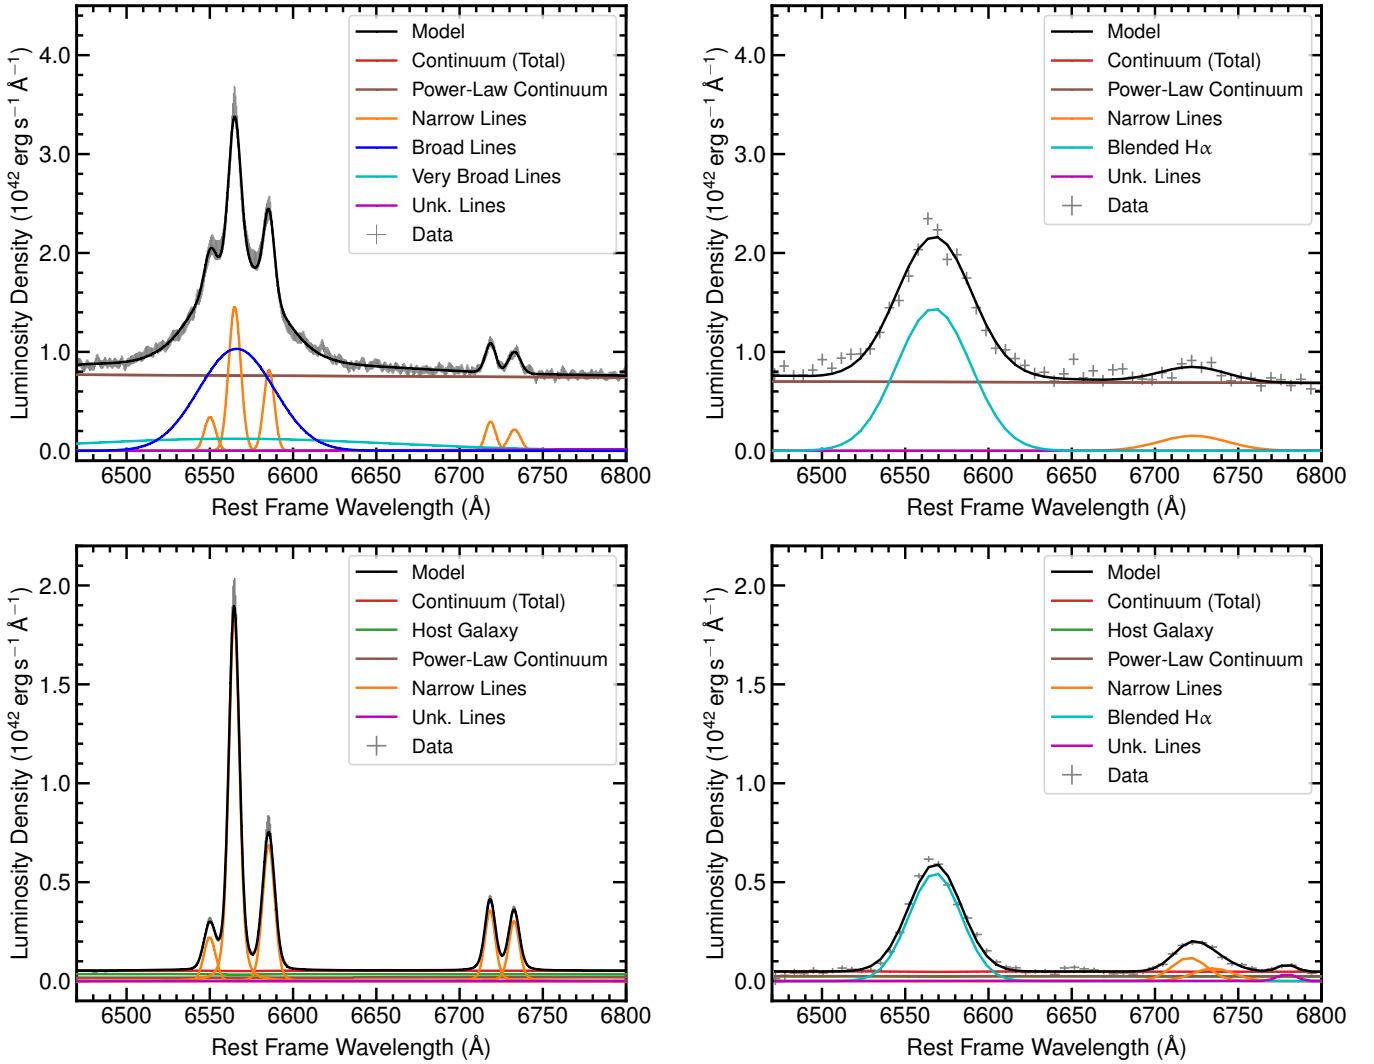 Luminosity Density (10⁴² erg s⁻¹ Å⁻¹)
4.0
3.0
2.0
1.0
0.0
Model
Continuum (Total)
Power-Law Continuum
Narrow Lines
Broad Lines
Very Broad Lines
Unk. Lines
Data
6500 6550 6600 6650 6700 6750 6800
Rest Frame Wavelength (Å)
Luminosity Density (10⁴² erg s⁻¹ Å⁻¹)
4.0
3.0
2.0
1.0
0.0
Model
Continuum (Total)
Power-Law Continuum
Narrow Lines
Blended Hα
Unk. Lines
Data
6500 6550 6600 6650 6700 6750 6800
Rest Frame Wavelength (Å)
Luminosity Density (10⁴² erg s⁻¹ Å⁻¹)
2.0
1.5
1.0
0.5
0.0
Model
Continuum (Total)
Host Galaxy
Power-Law Continuum
Narrow Lines
Unk. Lines
Data
6500 6550 6600 6650 6700 6750 6800
Rest Frame Wavelength (Å)
Luminosity Density (10⁴² erg s⁻¹ Å⁻¹)
2.0
1.5
1.0
0.5
0.0
Model
Continuum (Total)
Host Galaxy
Power-Law Continuum
Narrow Lines
Blended Hα
Unk. Lines
Data
6500 6550 6600 6650 6700 6750 6800
Rest Frame Wavelength (Å)